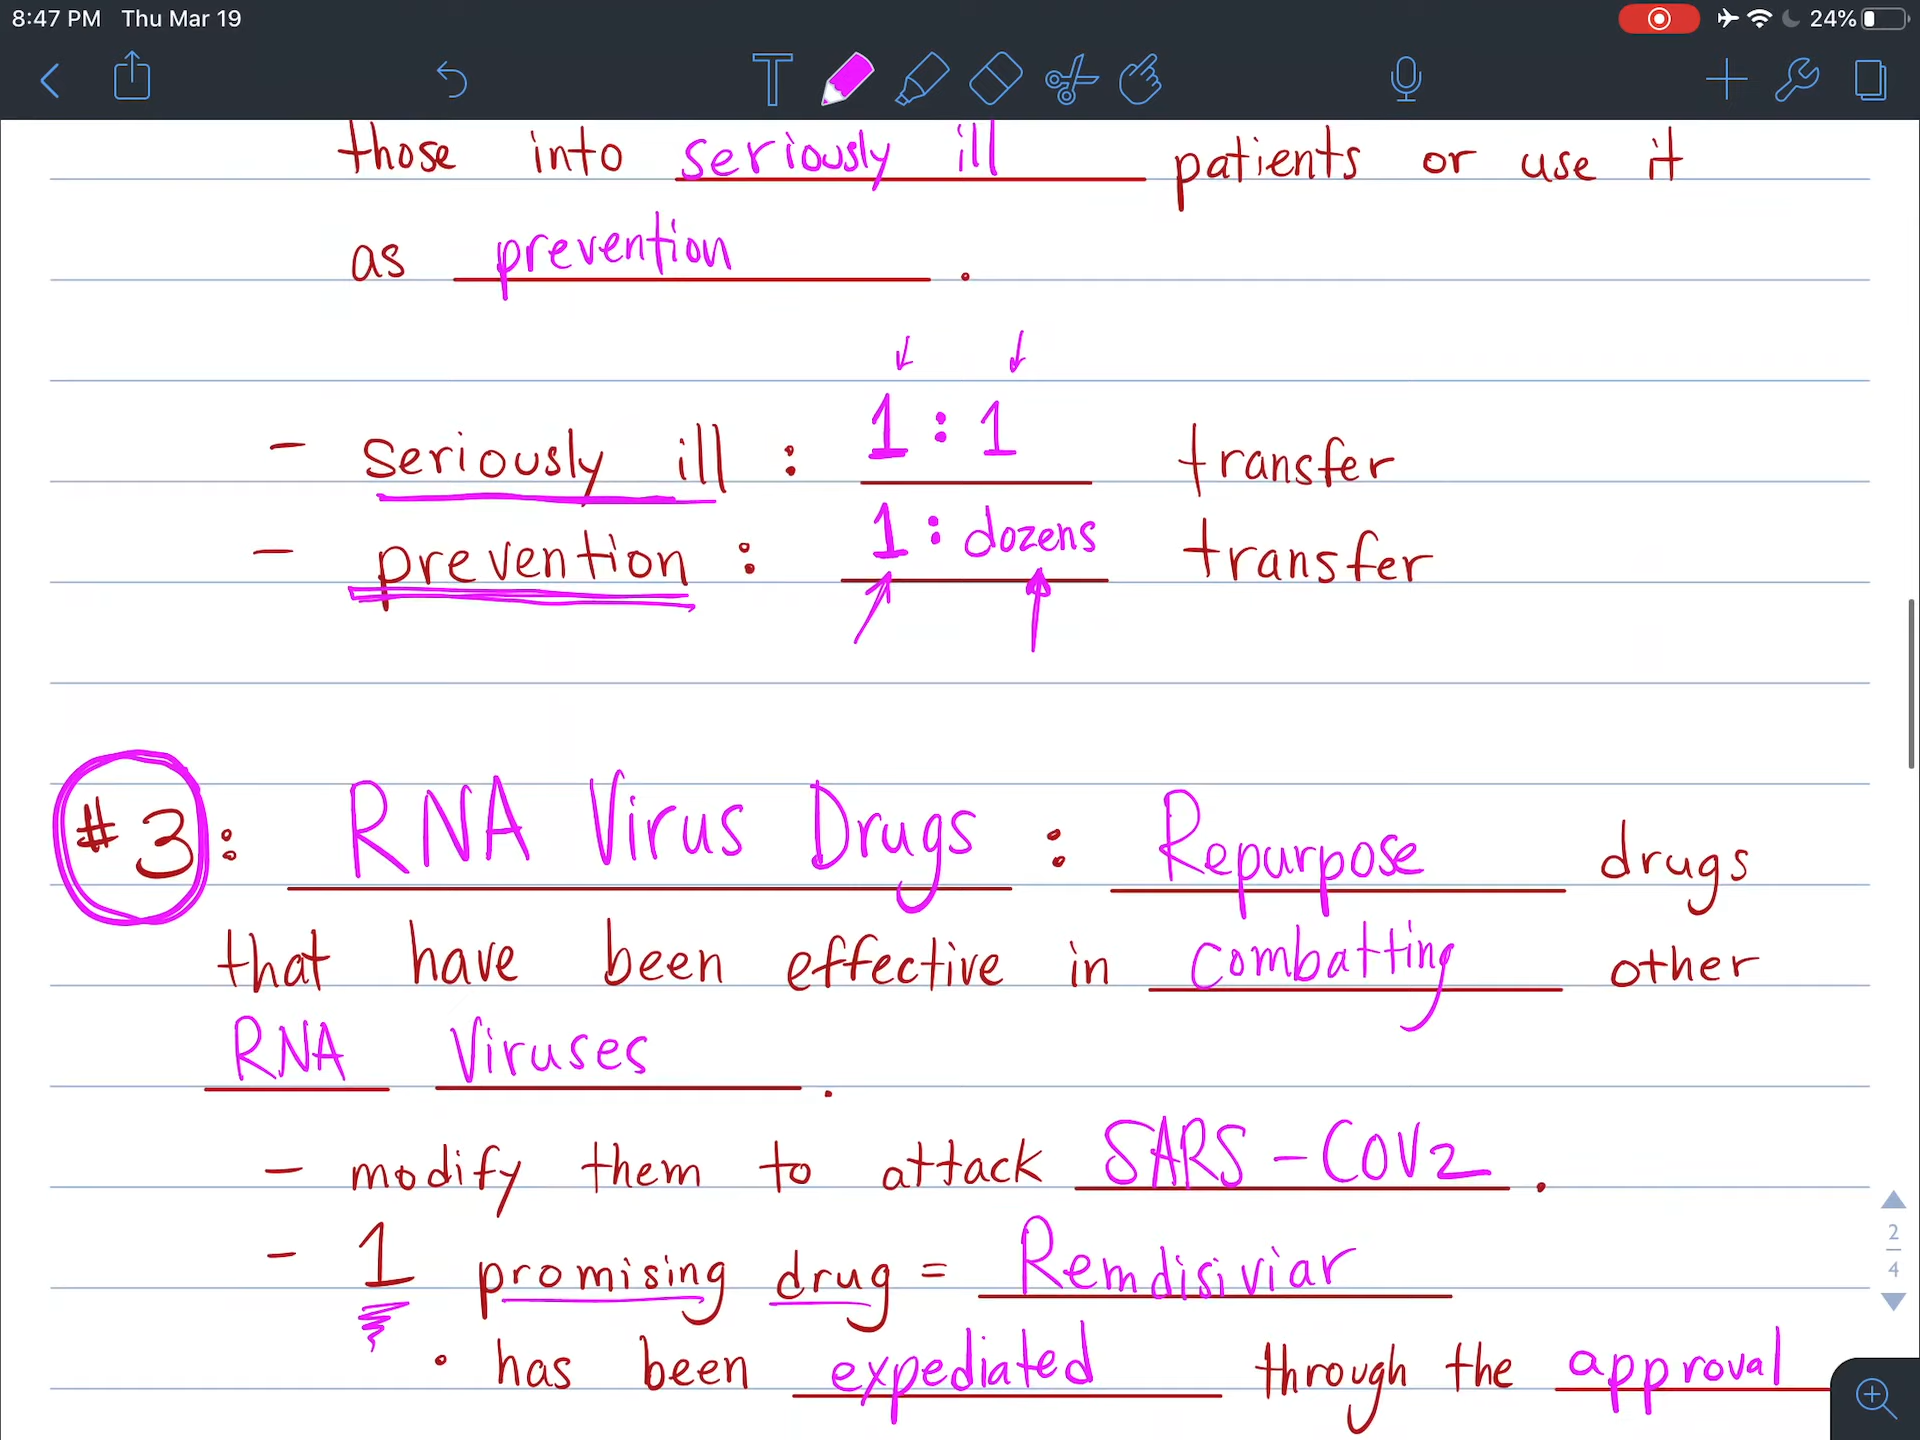 8:47 PM Thu Mar 19 24%
those into seriously ill patients or use it
as prevention .
- seriously ill : 1 : 1 transfer
- prevention : 1 : dozens transfer
#3 : RNA Virus Drugs : Repurpose drugs
that have been effective in combatting other
RNA Viruses .
- modify them to attack SARS-COV2 .
- 1 promising drug = Remdisiviar
• has been expediated through the approval
2
4